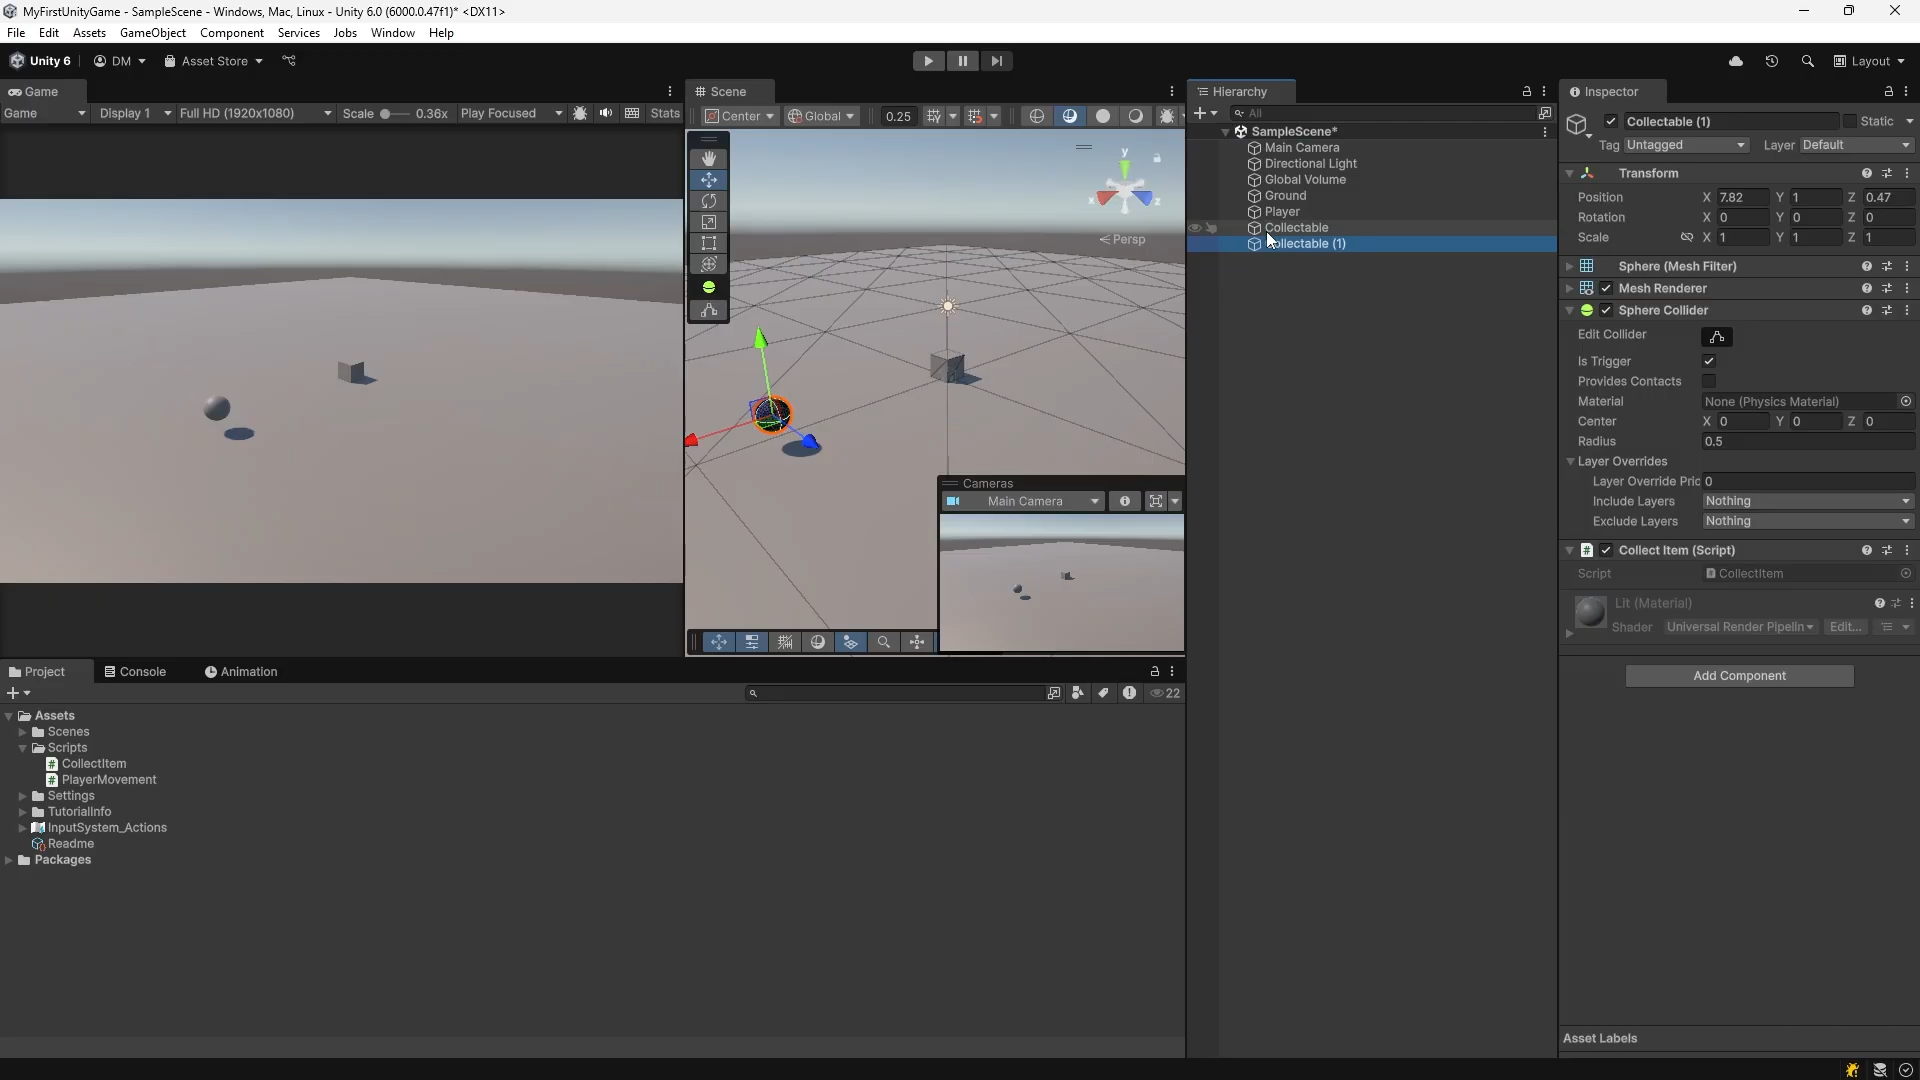 MyFirstUnityGame - SampleScene - Windows, Mac, Linux - Unity 6.0 (6000.0.47f1)* <DX11>
File Edit Assets GameObject Component Services Jobs Window Help
Unity 6 DM Asset Store Layout
Game
Game Display 1 Full HD (1920x1080) Scale 0.36x Play Focused Stats
Scene
Center Global 0.25
y
x
z
Persp
Cameras
Main Camera
Hierarchy
All
SampleScene*
Main Camera
Directional Light
Global Volume
Ground
Player
Collectable
ollectable (1)
Inspector
Collectable (1) Static
Tag Untagged Layer Default
Transform
Position X 7.82 Y 1 Z 0.47
Rotation X 0 Y 0 Z 0
Scale X 1 Y 1 Z 1
Sphere (Mesh Filter)
Mesh Renderer
Sphere Collider
Edit Collider
Is Trigger
Provides Contacts
Material None (Physics Material)
Center X 0 Y 0 Z 0
Radius 0.5
Layer Overrides
Layer Override Pric 0
Include Layers Nothing
Exclude Layers Nothing
# Collect Item (Script)
Script CollectItem
Lit (Material)
Shader Universal Render Pipelin Edit...
Add Component
Asset Labels
Project Console Animation
22
Assets
Scenes
Scripts
# CollectItem
# PlayerMovement
Settings
TutorialInfo
InputSystem_Actions
Readme
Packages